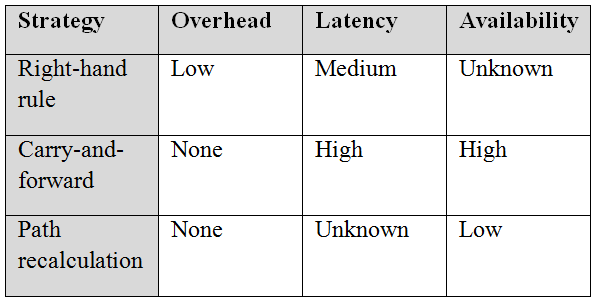 Strategy Overhead Latency Availability
Right-hand rule Low Medium Unknown
Carry-and-forward None High High
Path recalculation None Unknown Low